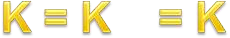 K = K = K